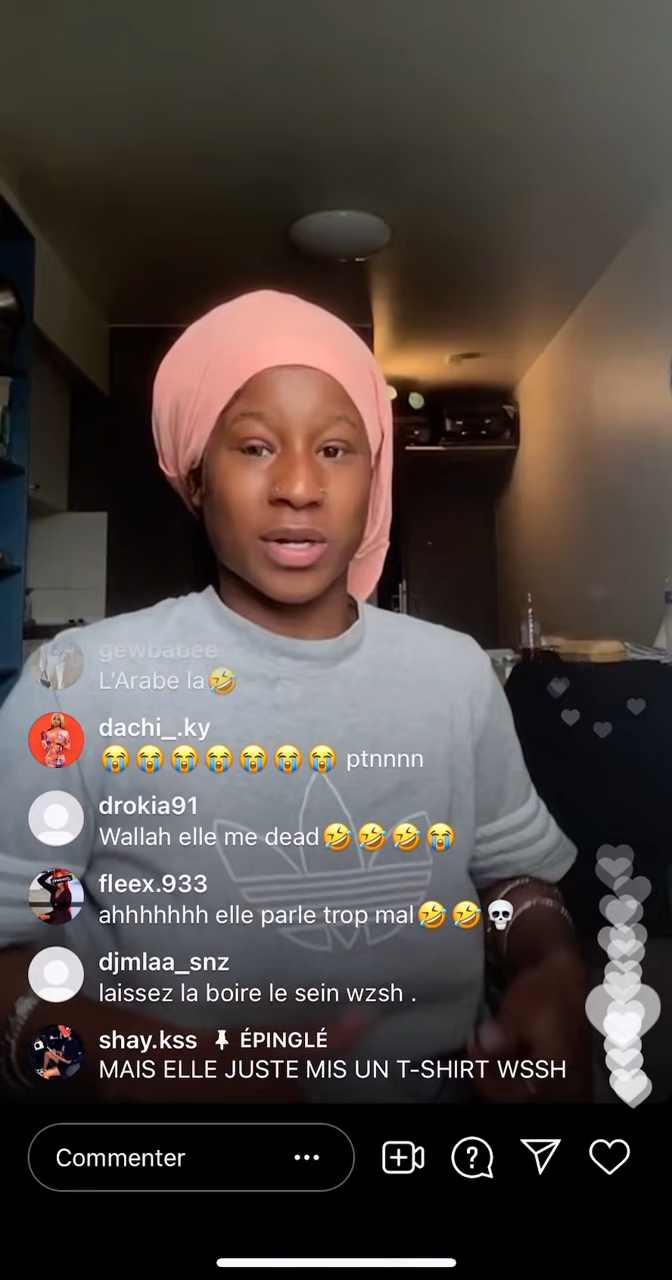 gewbabee
L'Arabe la🤣
dachi_.ky
😭😭😭😭😭😭😭 ptnnnn
drokia91
Wallah elle me dead🤣🤣🤣😭
fleex.933
ahhhhhhh elle parle trop mal🤣🤣💀
djmlaa_snz
laissez la boire le sein wzsh .
shay.kss 📌 ÉPINGLÉ
MAIS ELLE JUSTE MIS UN T-SHIRT WSSH
Commenter